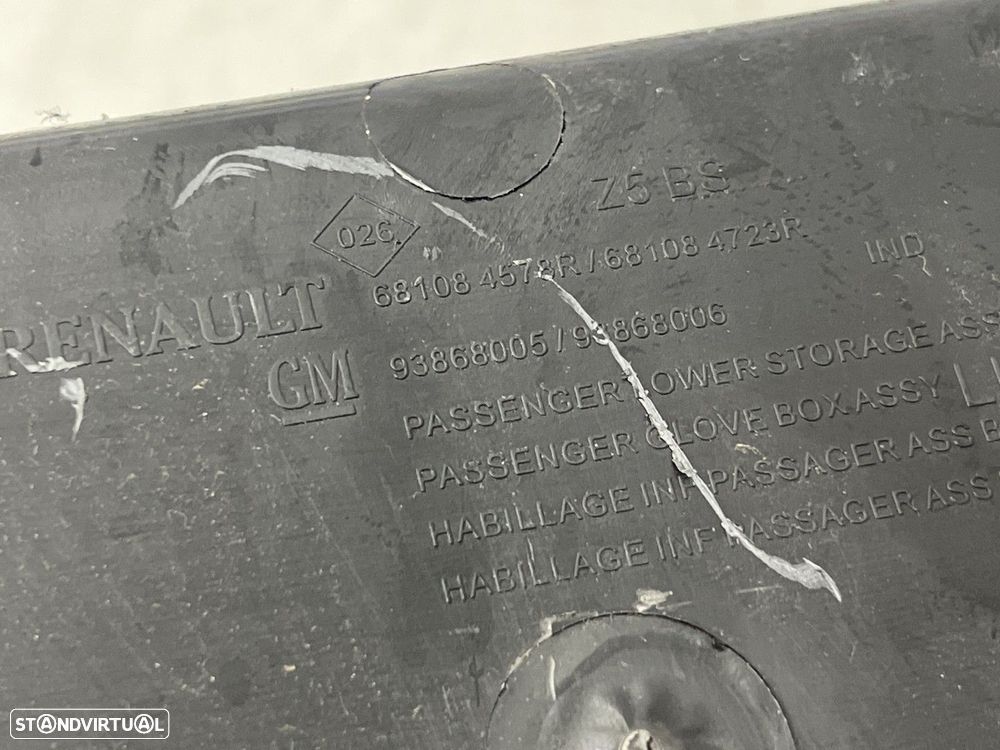 Z5 BS
026
68108 4578R / 68108 4723R
IND
RENAULT
93868005 / 93868006
GM
PASSENGER LOWER STORAGE ASS
PASSENGER GLOVE BOX ASSY
HABILLAGE INF PASSAGER ASS
HABILLAGE INF PASSAGER ASS
STANDVIRTUAL